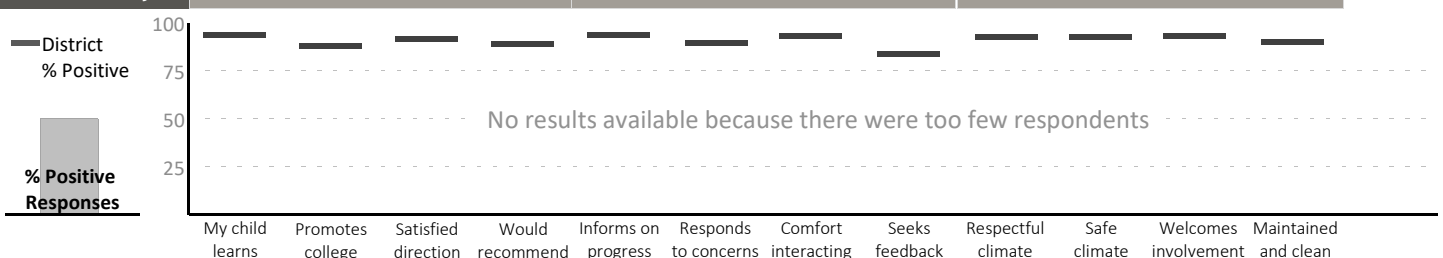 100
75
50
25
District
% Positive
% Positive
Responses
No results available because there were too few respondents
My child learns
Promotes college
Satisfied direction
Would recommend
Informs on progress
Responds to concerns
Comfort interacting
Seeks feedback
Respectful climate
Safe climate
Welcomes involvement
Maintained and clean